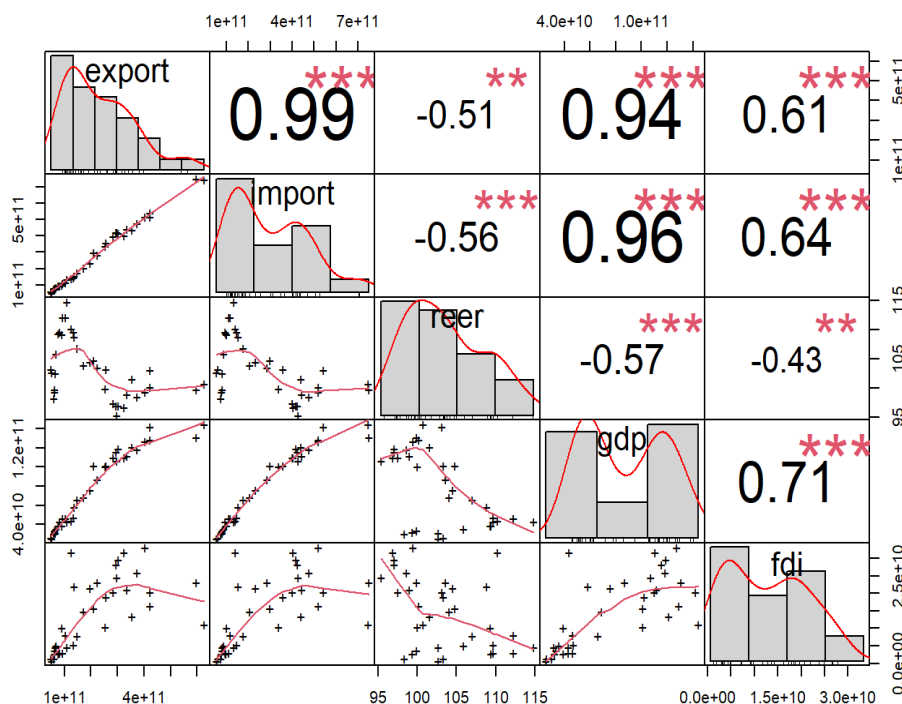 1e+11 4e+11 7e+11 4.0e+10 1.0e+11
export 0.99 *** -0.51 ** 0.94 *** 0.61 *** 1e+11 5e+11
1e+11 5e+11 import -0.56 *** 0.96 *** 0.64 ***
reer -0.57 *** -0.43 ** 95 105 115
4.0e+10 1.2e+11 gdp 0.71 ***
fdi 0.0e+00 2.5e+10
1e+11 4e+11 95 100 105 110 115 0.0e+00 1.5e+10 3.0e+10